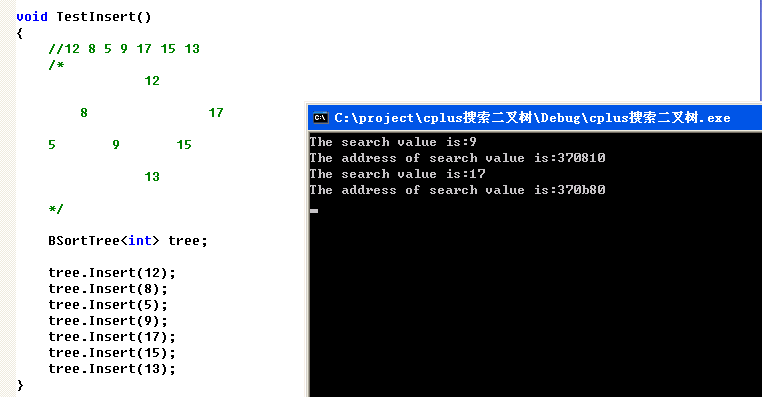 void TestInsert()
{
//12 8 5 9 17 15 13
/*
12
8 17
5 9 15
13
*/
BSortTree<int> tree;
tree.Insert(12);
tree.Insert(8);
tree.Insert(5);
tree.Insert(9);
tree.Insert(17);
tree.Insert(15);
tree.Insert(13);
}
C:\project\cplus搜索二叉树\Debug\cplus搜索二叉树.exe
The search value is:9
The address of search value is:370810
The search value is:17
The address of search value is:370b80